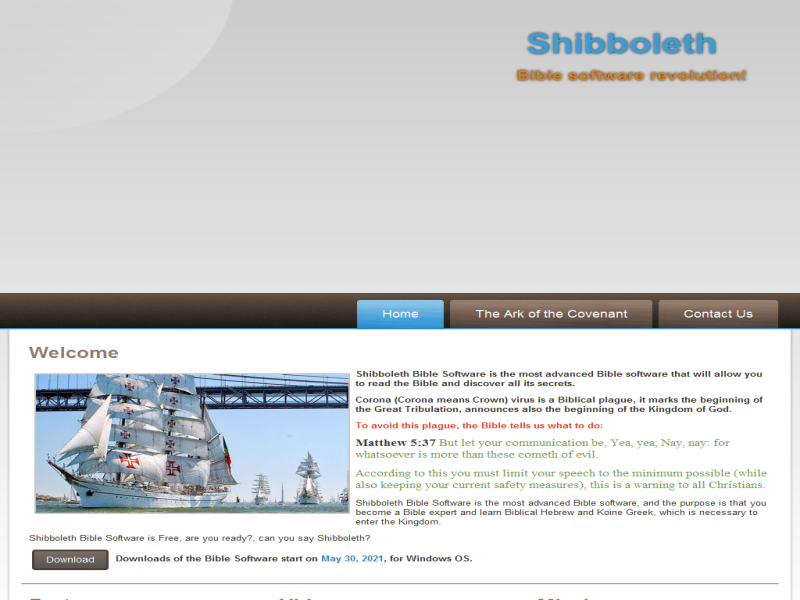 Shibboleth
Bible software revolution!
Home
The Ark of the Covenant
Contact Us
Welcome
Shibboleth Bible Software is the most advanced Bible software that will allow you
to read the Bible and discover all its secrets.
Corona (Corona means Crown) virus is a Biblical plague, it marks the beginning of
the Great Tribulation, announces also the beginning of the Kingdom of God.
To avoid this plague, the Bible tells us what to do:
Matthew 5:37 But let your communication be, Yea, yea; Nay, nay: for
whatsoever is more than these cometh of evil.
According to this you must limit your speech to the minimum possible (while
also keeping your current safety measures), this is a warning to all Christians.
Shibboleth Bible Software is the most advanced Bible software, and the purpose is that you
become a Bible expert and learn Biblical Hebrew and Koine Greek, which is necessary to
enter the Kingdom.
Shibboleth Bible Software is Free, are you ready?, can you say Shibboleth?
Download
Downloads of the Bible Software start on May 30, 2021, for Windows OS.